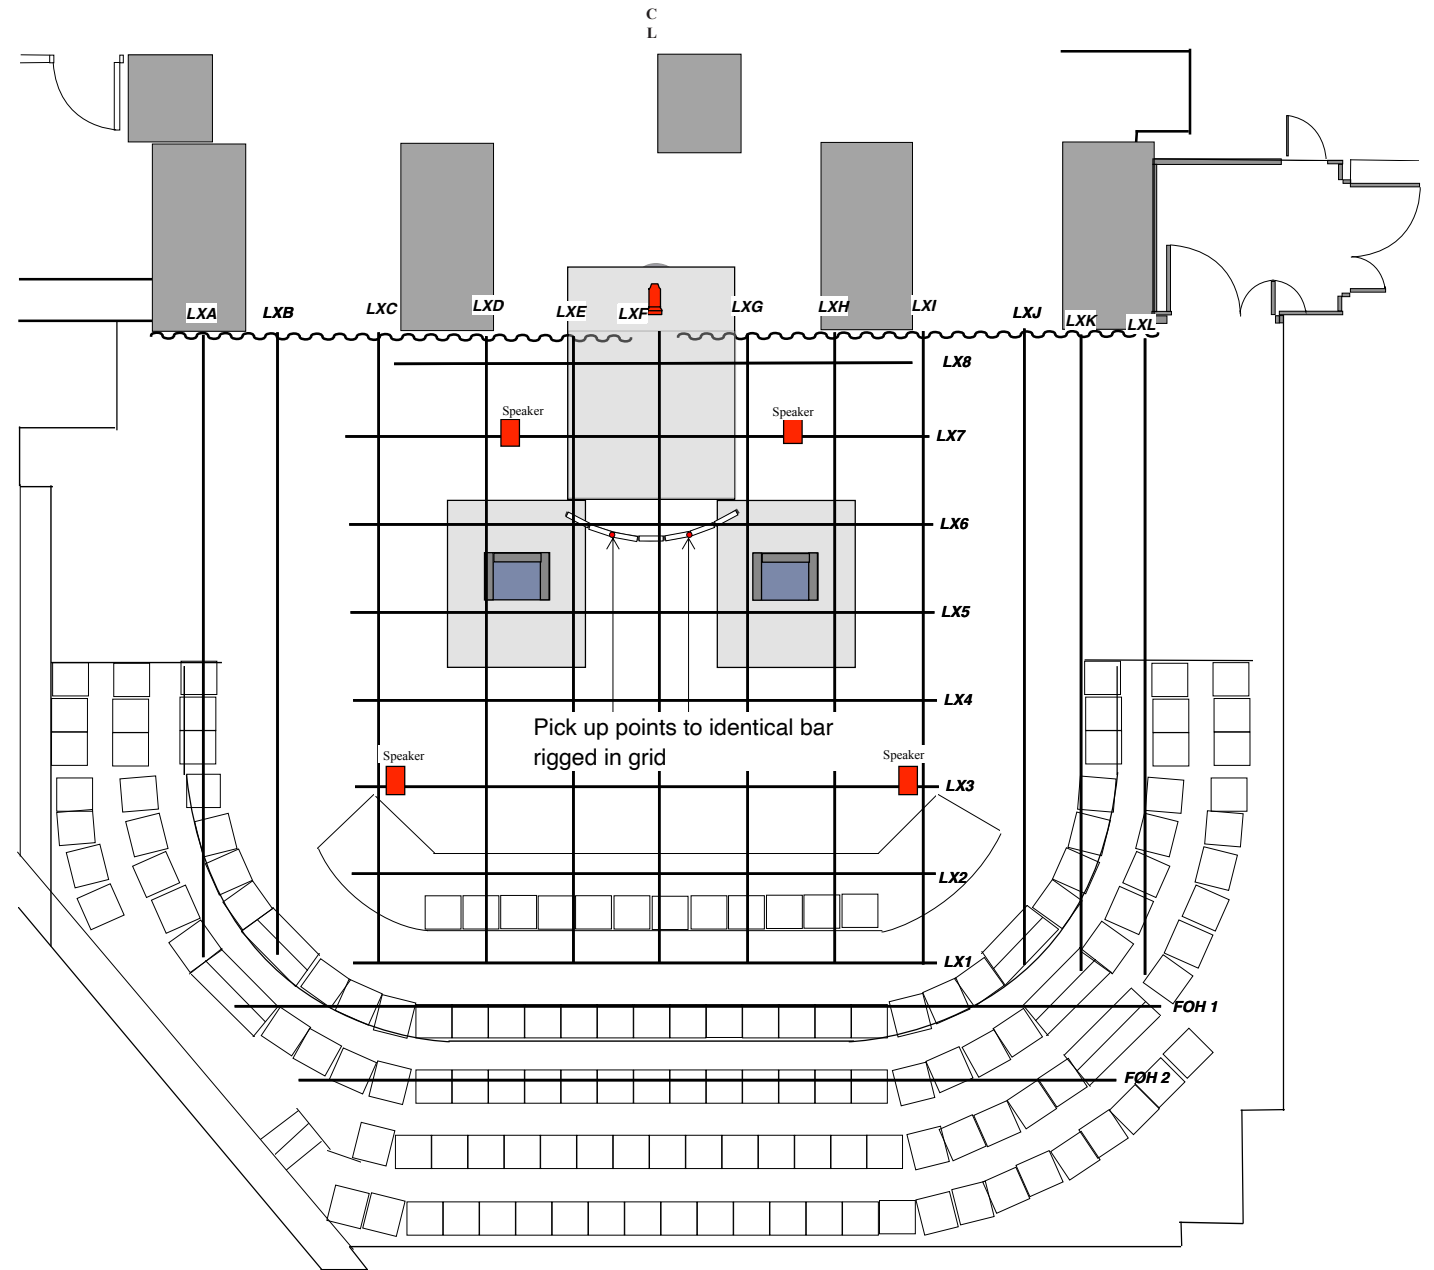 C
L
LXA
LXB
LXC
LXD
LXE
LXF
LXG
LXH
LXI
LXJ
LXK
LXL
LX8
Speaker
Speaker
LX7
LX6
LX5
LX4
Pick up points to identical bar
rigged in grid
Speaker
Speaker
LX3
LX2
LX1
FOH 1
FOH 2